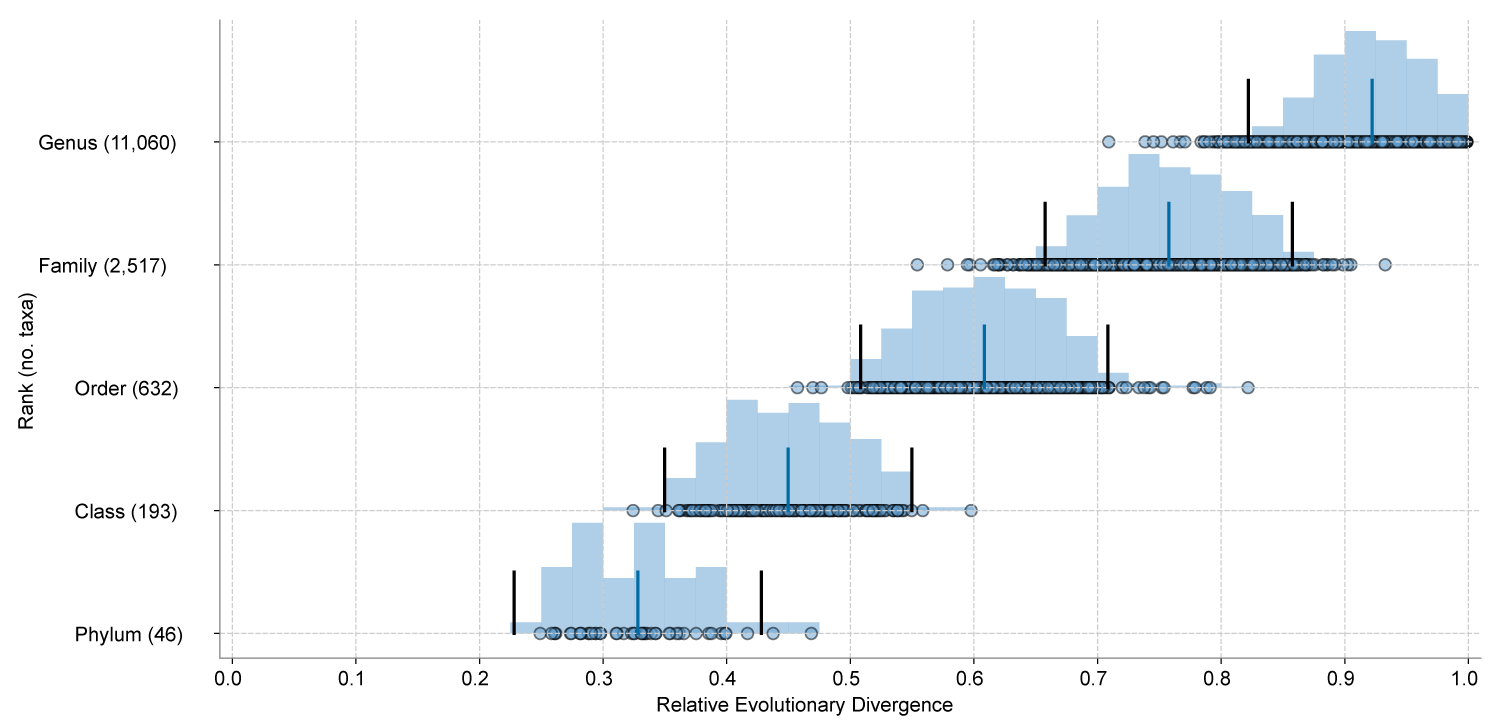 Rank (no. taxa)
Genus (11,060)
Family (2,517)
Order (632)
Class (193)
Phylum (46)
0.0 0.1 0.2 0.3 0.4 0.5 0.6 0.7 0.8 0.9 1.0
Relative Evolutionary Divergence